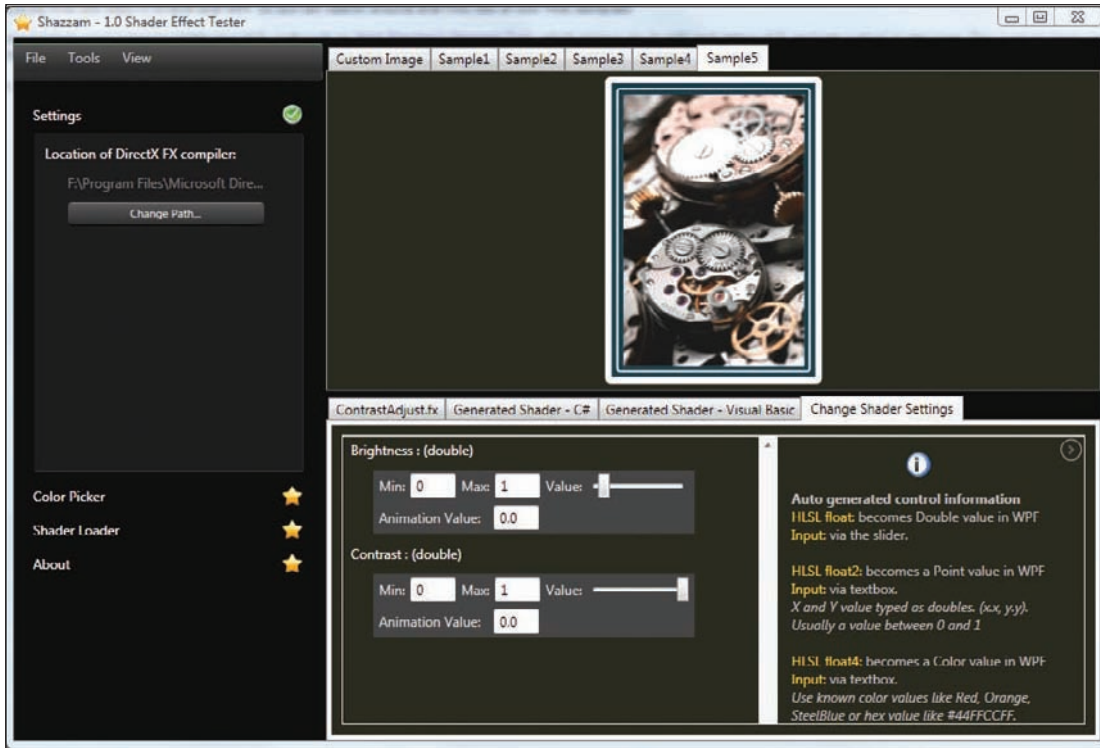 Shazzam - 1.0 Shader Effect Tester
File Tools View
Custom Image Sample1 Sample2 Sample3 Sample4 Sample5
Settings
Location of DirectX FX compiler:
F:\Program Files\Microsoft Dire...
Change Path...
Color Picker
Shader Loader
About
ContrastAdjust.fx Generated Shader - C# Generated Shader - Visual Basic Change Shader Settings
Brightness : (double)
Min: 0 Max: 1 Value:
Animation Value: 0.0
Contrast : (double)
Min: 0 Max: 1 Value:
Animation Value: 0.0
Auto generated control information
HLSL float: becomes Double value in WPF
Input: via the slider.
HLSL float2: becomes a Point value in WPF
Input: via textbox.
X and Y value typed as doubles. (x.x, y.y).
Usually a value between 0 and 1
HLSL float4: becomes a Color value in WPF
Input: via textbox.
Use known color values like Red, Orange,
SteelBlue or hex value like #44FFCCFF.